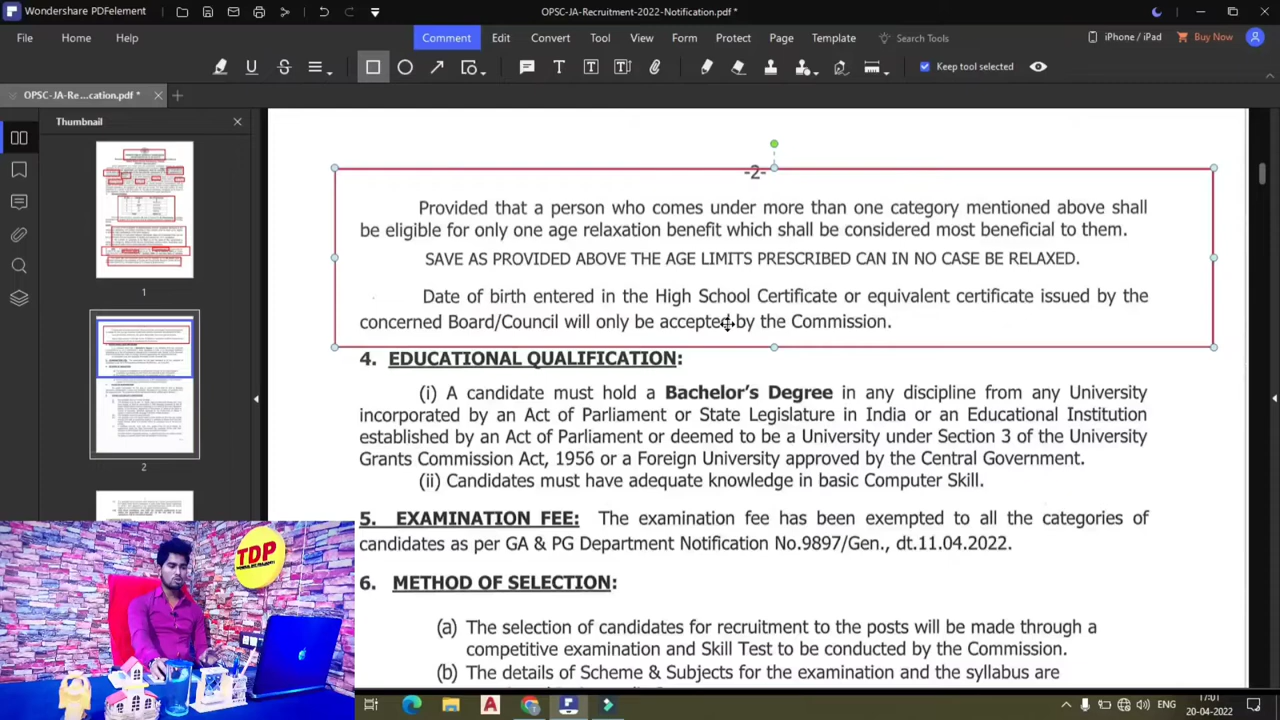 Wondershare PDFelement
OPSC-JA-Recruitment-2022-Notification.pdf *
File Home Help Comment Edit Convert Tool View Form Protect Page Template Search Tools iPhone / iPad Buy Now
Keep tool selected
OPSC-JA-Re...cation.pdf *
Thumbnail
1
2
-2-
Provided that a person who comes under more than one category mentioned above shall
be eligible for only one age relaxation benefit which shall be considered most beneficial to them.
SAVE AS PROVIDED ABOVE THE AGE LIMITS PRESCRIBED CAN IN NO CASE BE RELAXED.
Date of birth entered in the High School Certificate or equivalent certificate issued by the
concerned Board/Council will only be accepted by the Commission.
4. EDUCATIONAL QUALIFICATION:
(i) A candidate must hold a Bachelor's Degree in any discipline from any University
incorporated by an Act of Parliament or State Legislature in India or an Educational Institution
established by an Act of Parliament or deemed to be a University under Section 3 of the University
Grants Commission Act, 1956 or a Foreign University approved by the Central Government.
(ii) Candidates must have adequate knowledge in basic Computer Skill.
5. EXAMINATION FEE: The examination fee has been exempted to all the categories of
candidates as per GA & PG Department Notification No.9897/Gen., dt.11.04.2022.
6. METHOD OF SELECTION:
(a) The selection of candidates for recruitment to the posts will be made through a
competitive examination and Skill Test to be conducted by the Commission.
(b) The details of Scheme & Subjects for the examination and the syllabus are
TDP
17:01
20-04-2022